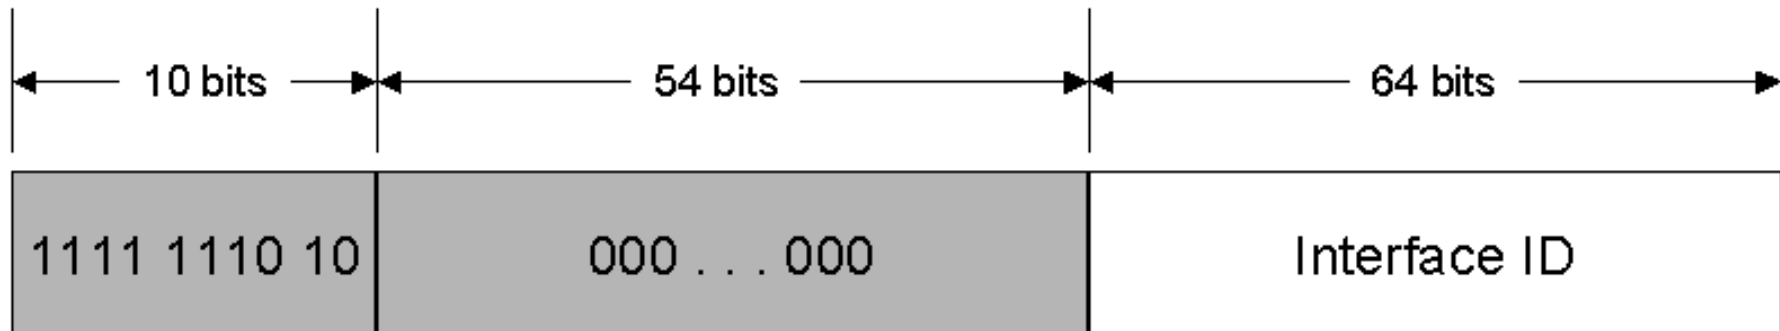 10 bits 54 bits 64 bits
1111 1110 10 000 . . . 000 Interface ID